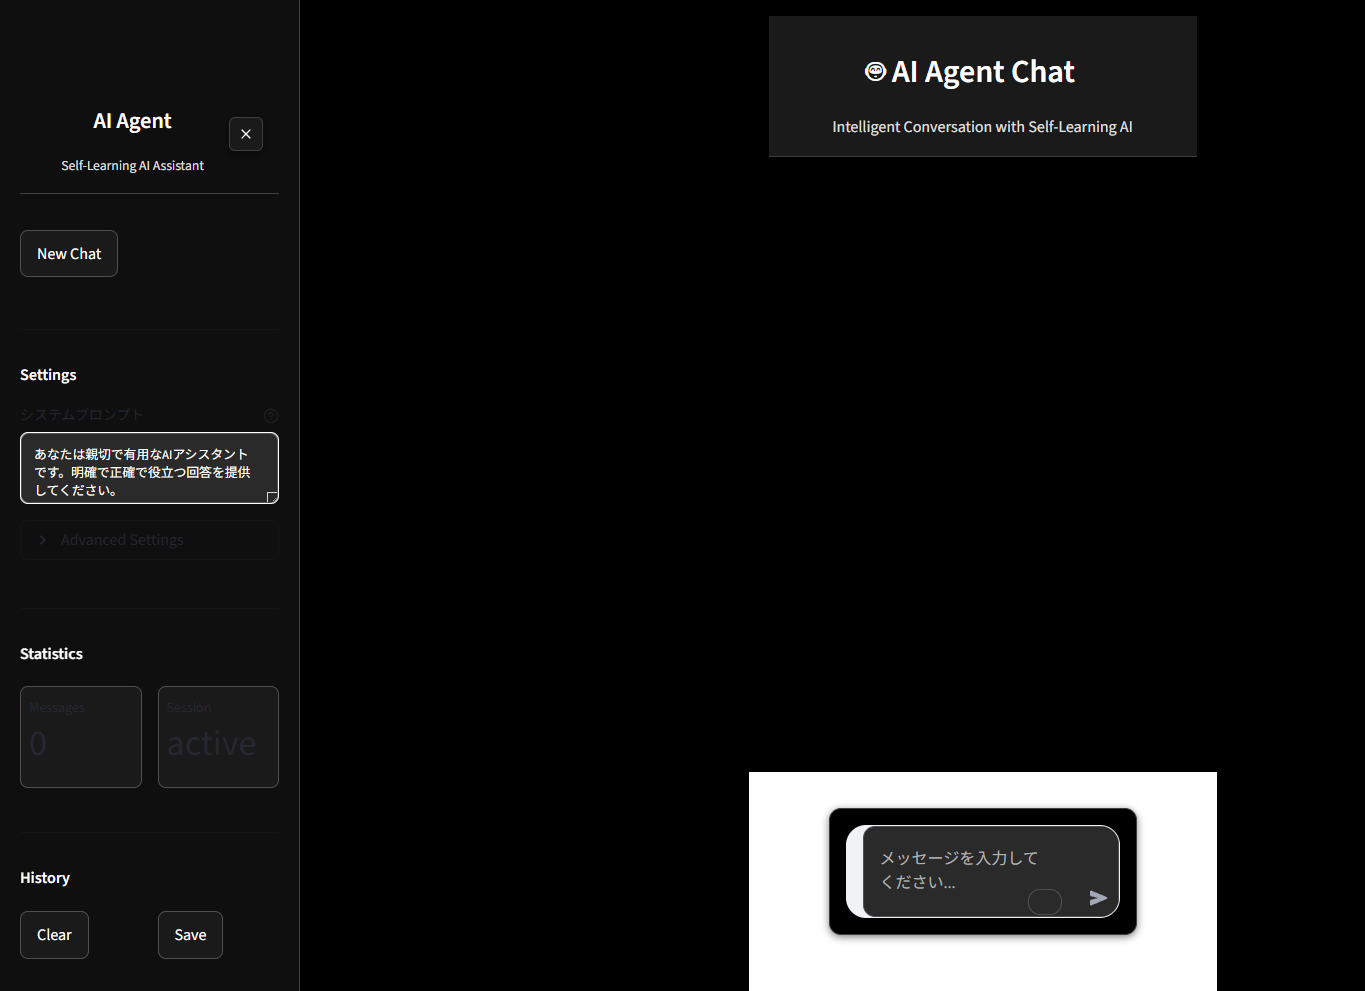 AI Agent
Self-Learning AI Assistant
New Chat
Settings
システムプロンプト
あなたは親切で有用なAIアシスタント
です。明確で正確で役立つ回答を提供
してください。
Advanced Settings
Statistics
Messages
0
Session
active
History
Clear
Save
AI Agent Chat
Intelligent Conversation with Self-Learning AI
メッセージを入力して
ください...